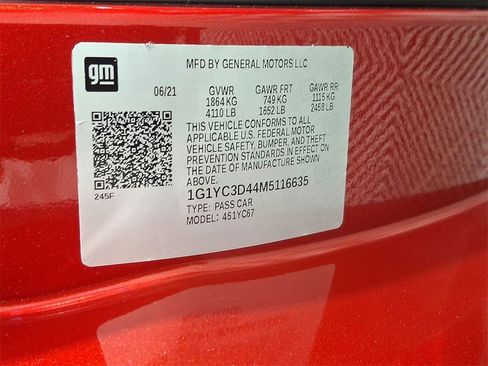 gm
MFD BY GENERAL MOTORS LLC
06/21
GVWR GAWR FRT GAWR RR
1864 KG 749 KG 1115 KG
4110 LB 1652 LB 2458 LB
THIS VEHICLE CONFORMS TO ALL
APPLICABLE U.S. FEDERAL MOTOR
VEHICLE SAFETY, BUMPER, AND THEFT
PREVENTION STANDARDS IN EFFECT ON
THE DATE OF MANUFACTURE SHOWN
ABOVE.
245F
1G1YC3D44M5116635
TYPE: PASS CAR
MODEL: 451YC67